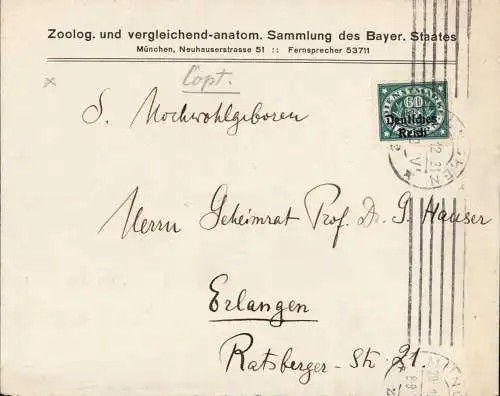 Zoolog. und vergleichend-anatom. Sammlung des Bayer. Staates
München, Neuhauserstrasse 51 :: Fernsprecher 53711
Copt.
S. Hochwohlgeboren
DIENSTMARKE
60
Deutsches
Reich
Herrn Geheimrat Prof. Dr. G. Hauser
Erlangen
Ratsberger-Str. 21.